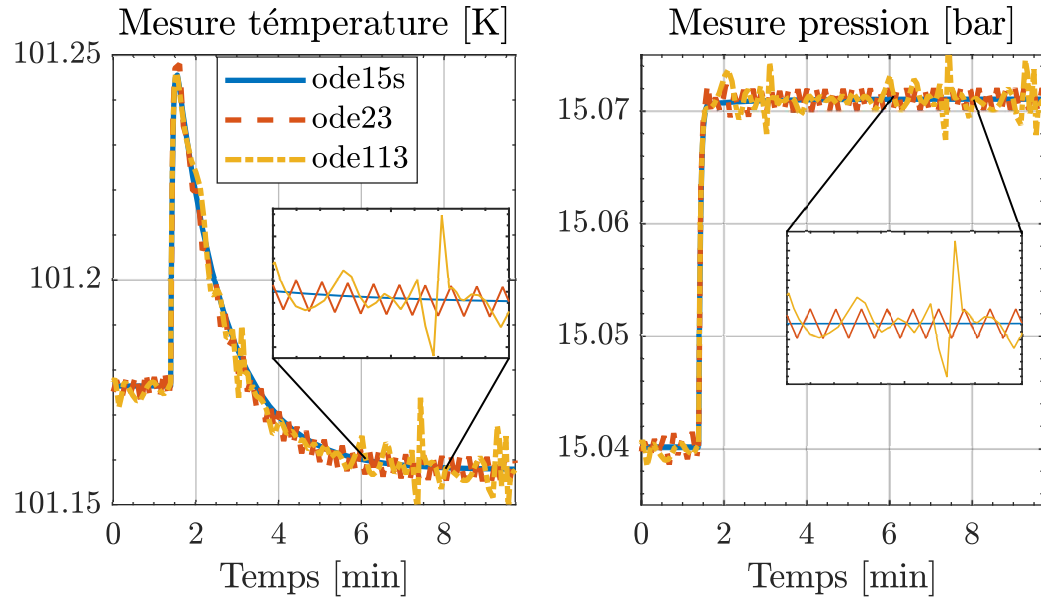 Mesure témperature [K]
101.25
101.2
101.15
ode15s
ode23
ode113
0 2 4 6 8
Temps [min]
Mesure pression [bar]
15.07
15.06
15.05
15.04
0 2 4 6 8
Temps [min]